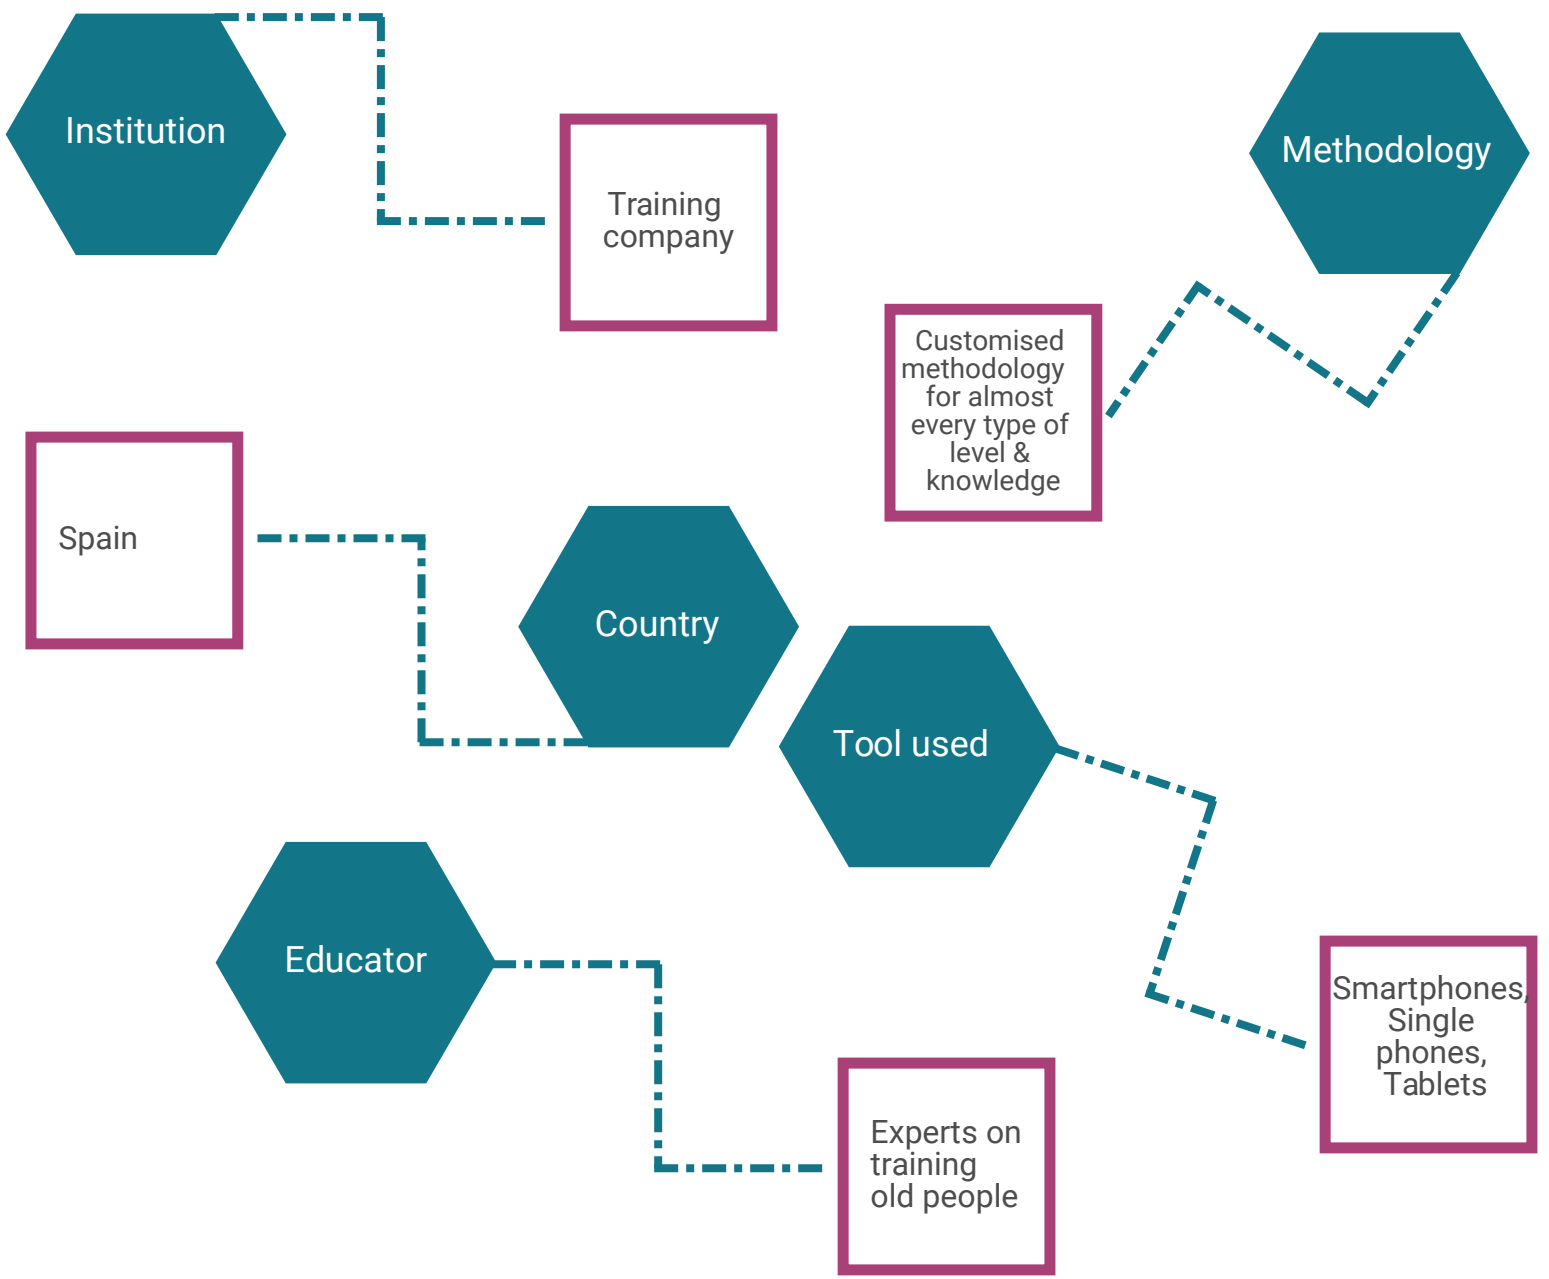 Institution
Training
company
Methodology
Customised
methodology
for almost
every type of
level &
knowledge
Spain
Country
Tool used
Educator
Smartphones,
Single
phones,
Tablets
Experts on
training
old people